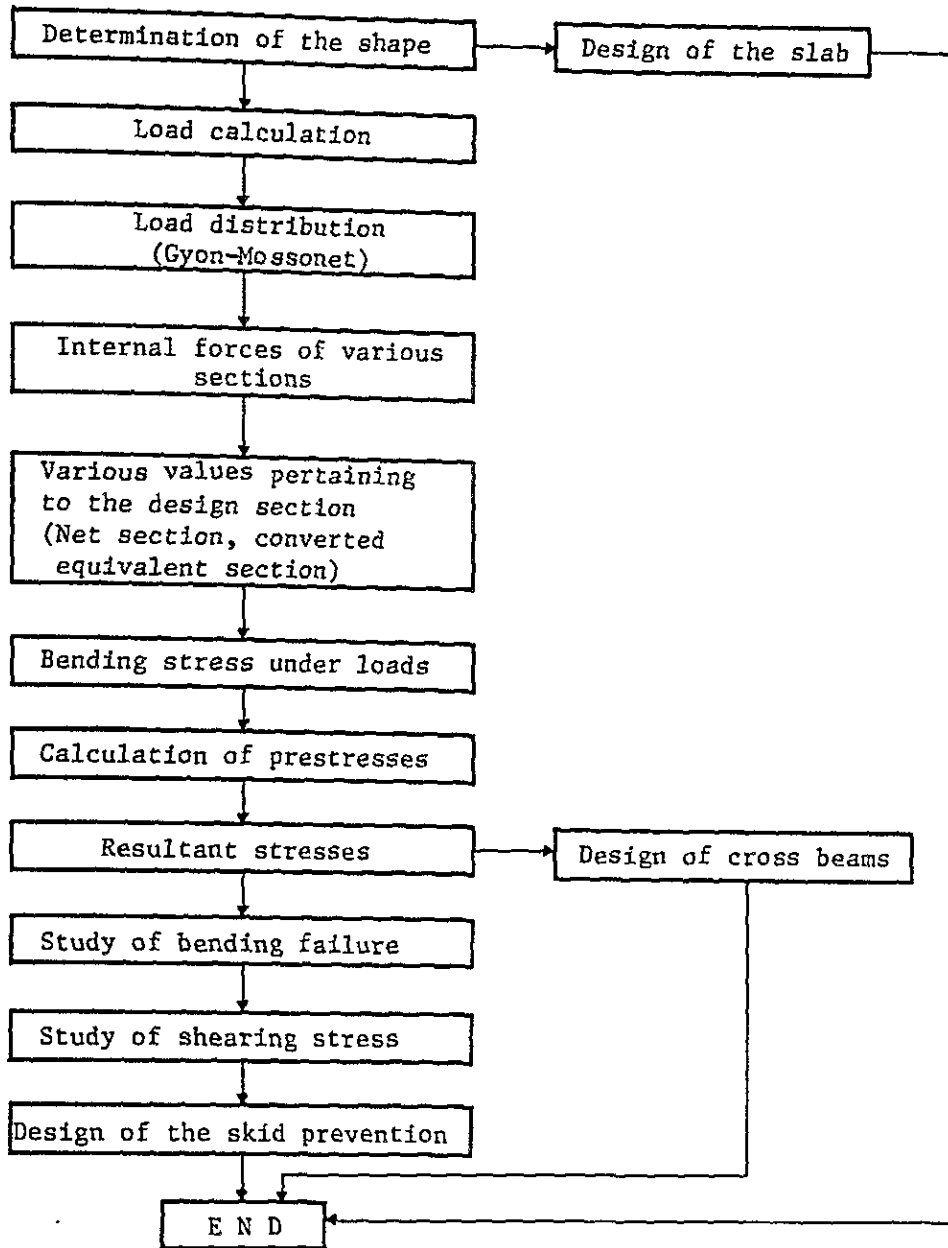 Determination of the shape
Design of the slab
Load calculation
Load distribution
(Gyon-Mossonet)
Internal forces of various
sections
Various values pertaining
to the design section
(Net section, converted
equivalent section)
Bending stress under loads
Calculation of prestresses
Resultant stresses
Design of cross beams
Study of bending failure
Study of shearing stress
Design of the skid prevention
E N D